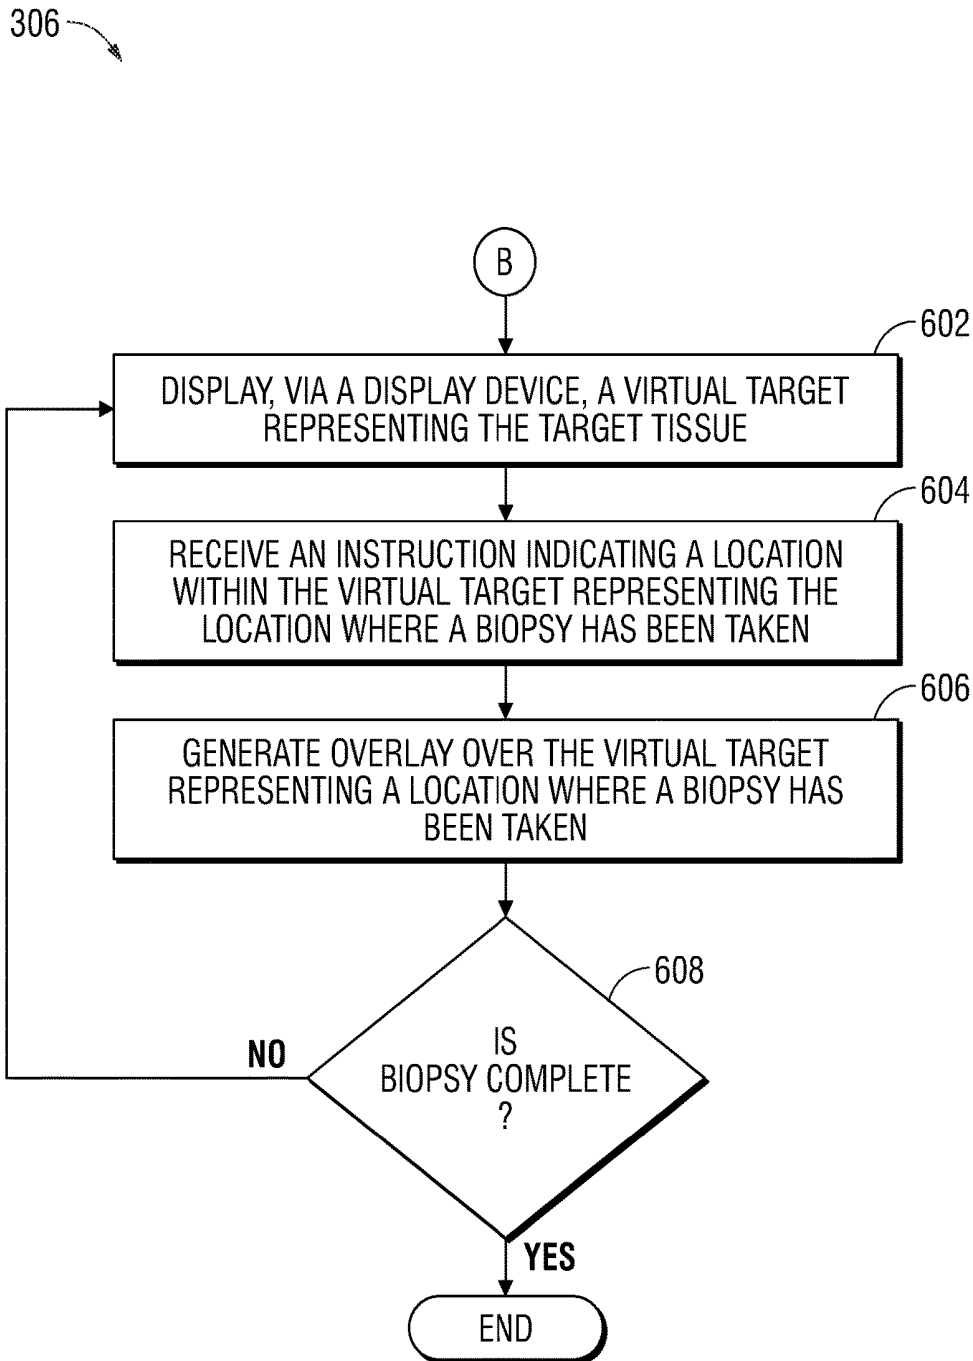 306
B
602
DISPLAY, VIA A DISPLAY DEVICE, A VIRTUAL TARGET
REPRESENTING THE TARGET TISSUE
604
RECEIVE AN INSTRUCTION INDICATING A LOCATION
WITHIN THE VIRTUAL TARGET REPRESENTING THE
LOCATION WHERE A BIOPSY HAS BEEN TAKEN
606
GENERATE OVERLAY OVER THE VIRTUAL TARGET
REPRESENTING A LOCATION WHERE A BIOPSY HAS
BEEN TAKEN
608
IS
BIOPSY COMPLETE
?
NO
YES
END